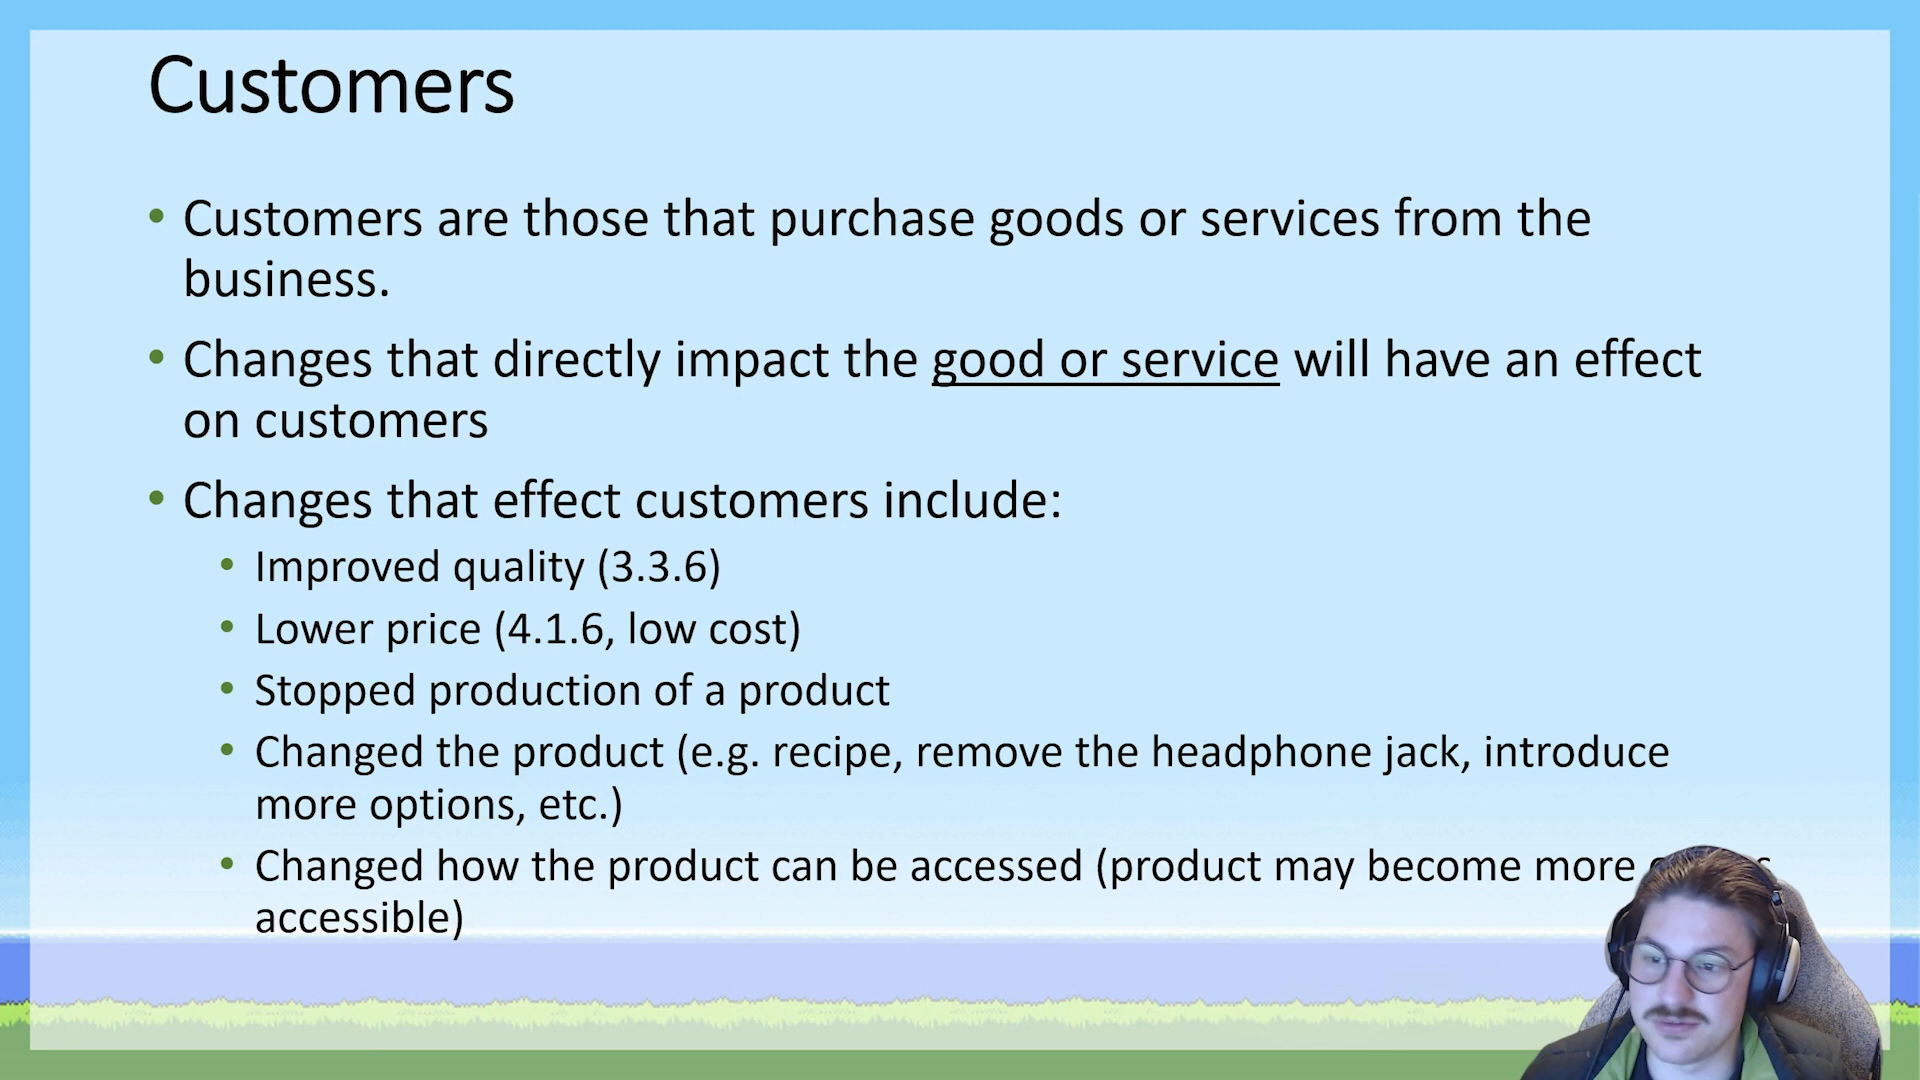 Customers
• Customers are those that purchase goods or services from the
business.
• Changes that directly impact the good or service will have an effect
on customers
• Changes that effect customers include:
• Improved quality (3.3.6)
• Lower price (4.1.6, low cost)
• Stopped production of a product
• Changed the product (e.g. recipe, remove the headphone jack, introduce
more options, etc.)
• Changed how the product can be accessed (product may become more
accessible)